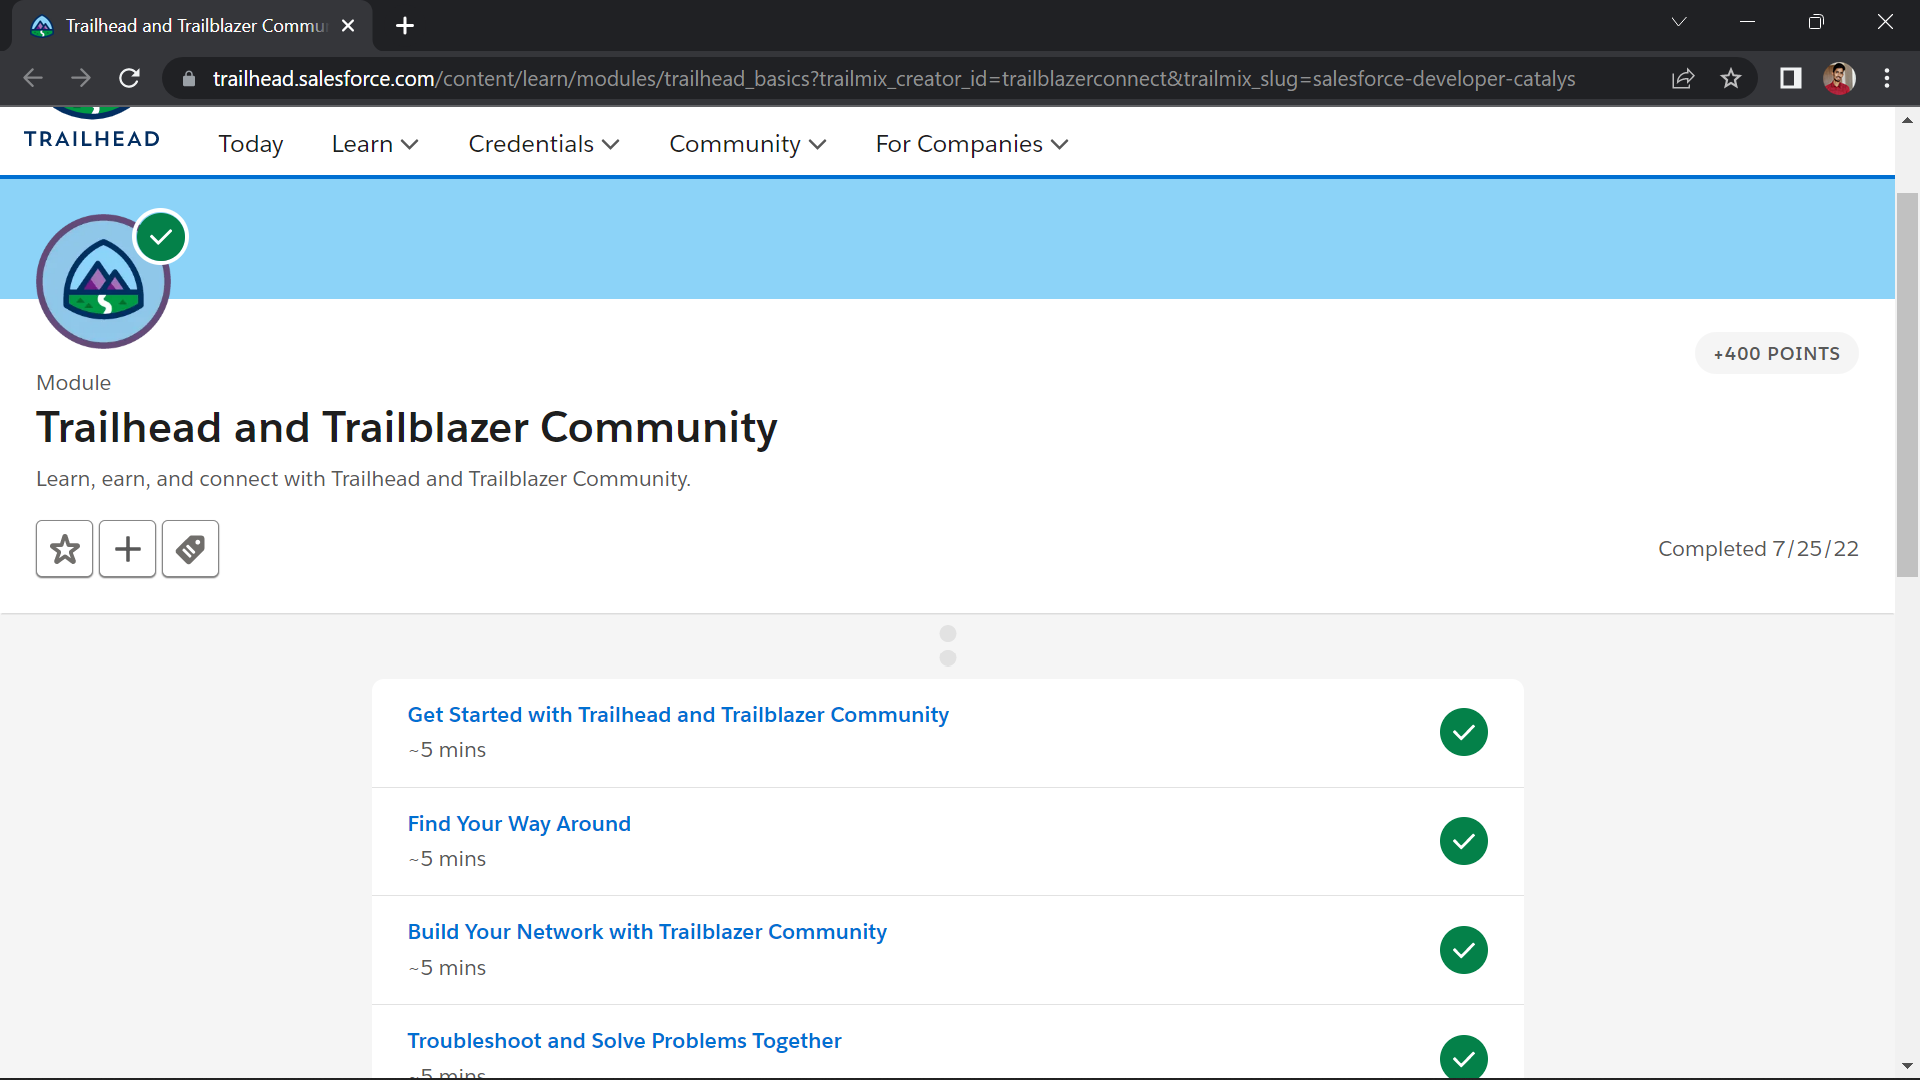 Trailhead and Trailblazer Commu
trailhead.salesforce.com/content/learn/modules/trailhead_basics?trailmix_creator_id=trailblazerconnect&trailmix_slug=salesforce-developer-catalys
TRAILHEAD
Today Learn Credentials Community For Companies
+400 POINTS
Module
Trailhead and Trailblazer Community
Learn, earn, and connect with Trailhead and Trailblazer Community.
Completed 7/25/22
Get Started with Trailhead and Trailblazer Community
~5 mins
Find Your Way Around
~5 mins
Build Your Network with Trailblazer Community
~5 mins
Troubleshoot and Solve Problems Together
~5 mins